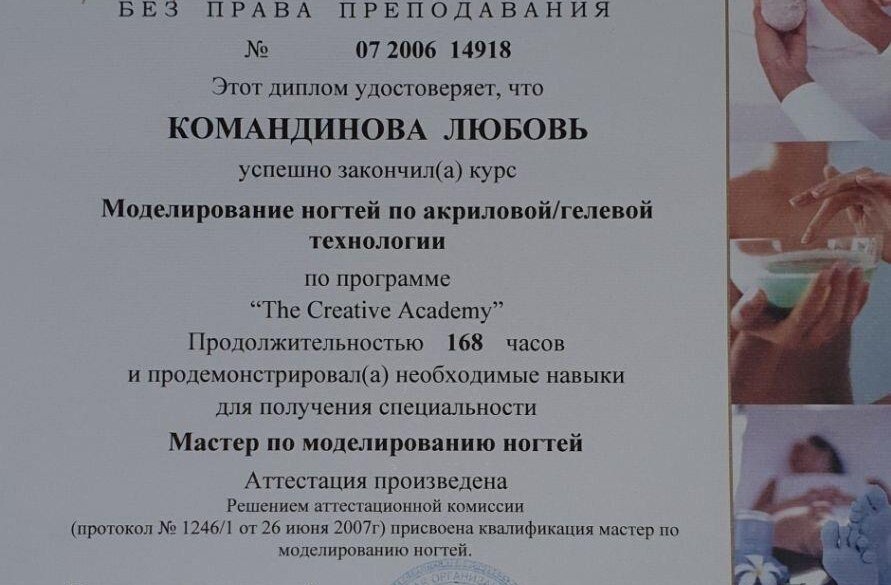 БЕЗ ПРАВА ПРЕПОДАВАНИЯ
№ 07 2006 14918
Этот диплом удостоверяет, что
КОМАНДИНОВА ЛЮБОВЬ
успешно закончил(а) курс
Моделирование ногтей по акриловой/гелевой
технологии
по программе
“The Creative Academy”
Продолжительностью 168 часов
и продемонстрировал(а) необходимые навыки
для получения специальности
Мастер по моделированию ногтей
Аттестация произведена
Решением аттестационной комиссии
(протокол № 1246/1 от 26 июня 2007г) присвоена квалификация мастер по
моделированию ногтей.